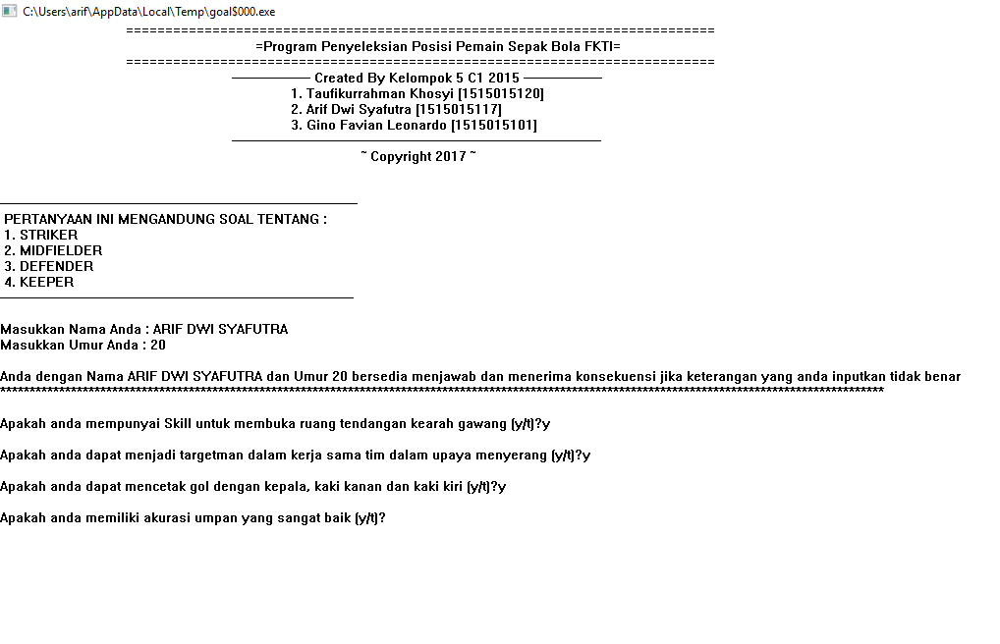 C:\Users\arif\AppData\Local\Temp\goal$000.exe
===========================================================================
=Program Penyeleksian Posisi Pemain Sepak Bola FKTI=
===========================================================================
-------------------- Created By Kelompok 5 C1 2015 --------------------
1. Taufikurrahman Khosyi [1515015120]
2. Arif Dwi Syafutra [1515015117]
3. Gino Favian Leonardo [1515015101]
~ Copyright 2017 ~
PERTANYAAN INI MENGANDUNG SOAL TENTANG :
1. STRIKER
2. MIDFIELDER
3. DEFENDER
4. KEEPER
Masukkan Nama Anda : ARIF DWI SYAFUTRA
Masukkan Umur Anda : 20
Anda dengan Nama ARIF DWI SYAFUTRA dan Umur 20 bersedia menjawab dan menerima konsekuensi jika keterangan yang anda inputkan tidak benar
******************************************************************************************************************************************************
Apakah anda mempunyai Skill untuk membuka ruang tendangan kearah gawang (y/t)?y
Apakah anda dapat menjadi targetman dalam kerja sama tim dalam upaya menyerang (y/t)?y
Apakah anda dapat mencetak gol dengan kepala, kaki kanan dan kaki kiri (y/t)?y
Apakah anda memiliki akurasi umpan yang sangat baik (y/t)?